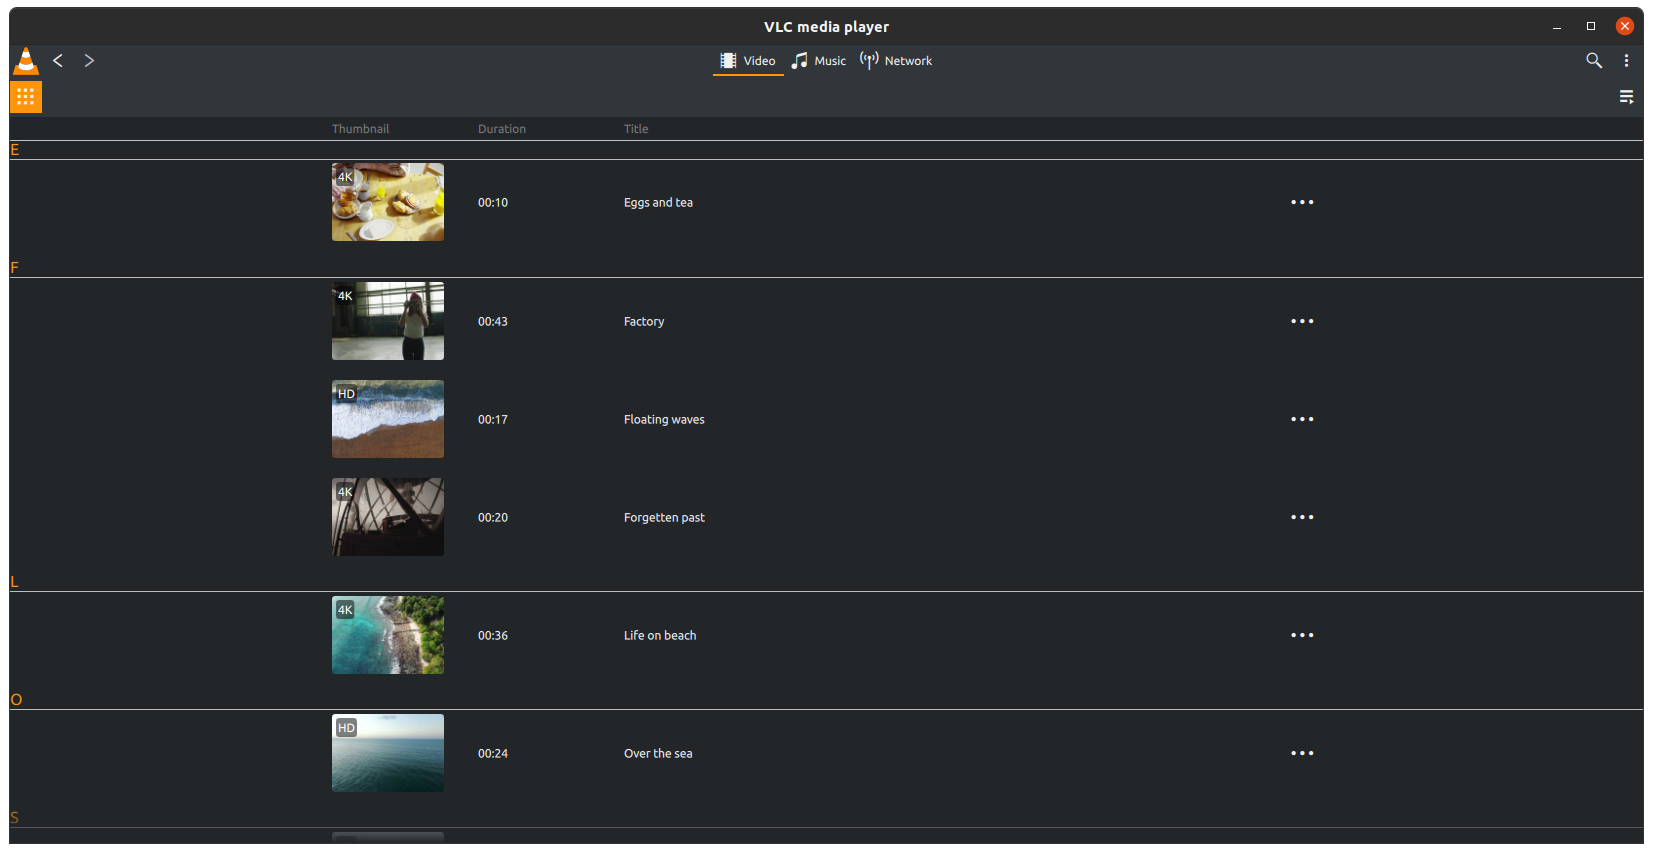 VLC media player
Video Music Network
Thumbnail Duration Title
E
4K
00:10 Eggs and tea
F
4K
00:43 Factory
HD
00:17 Floating waves
4K
00:20 Forgetten past
L
4K
00:36 Life on beach
O
HD
00:24 Over the sea
S